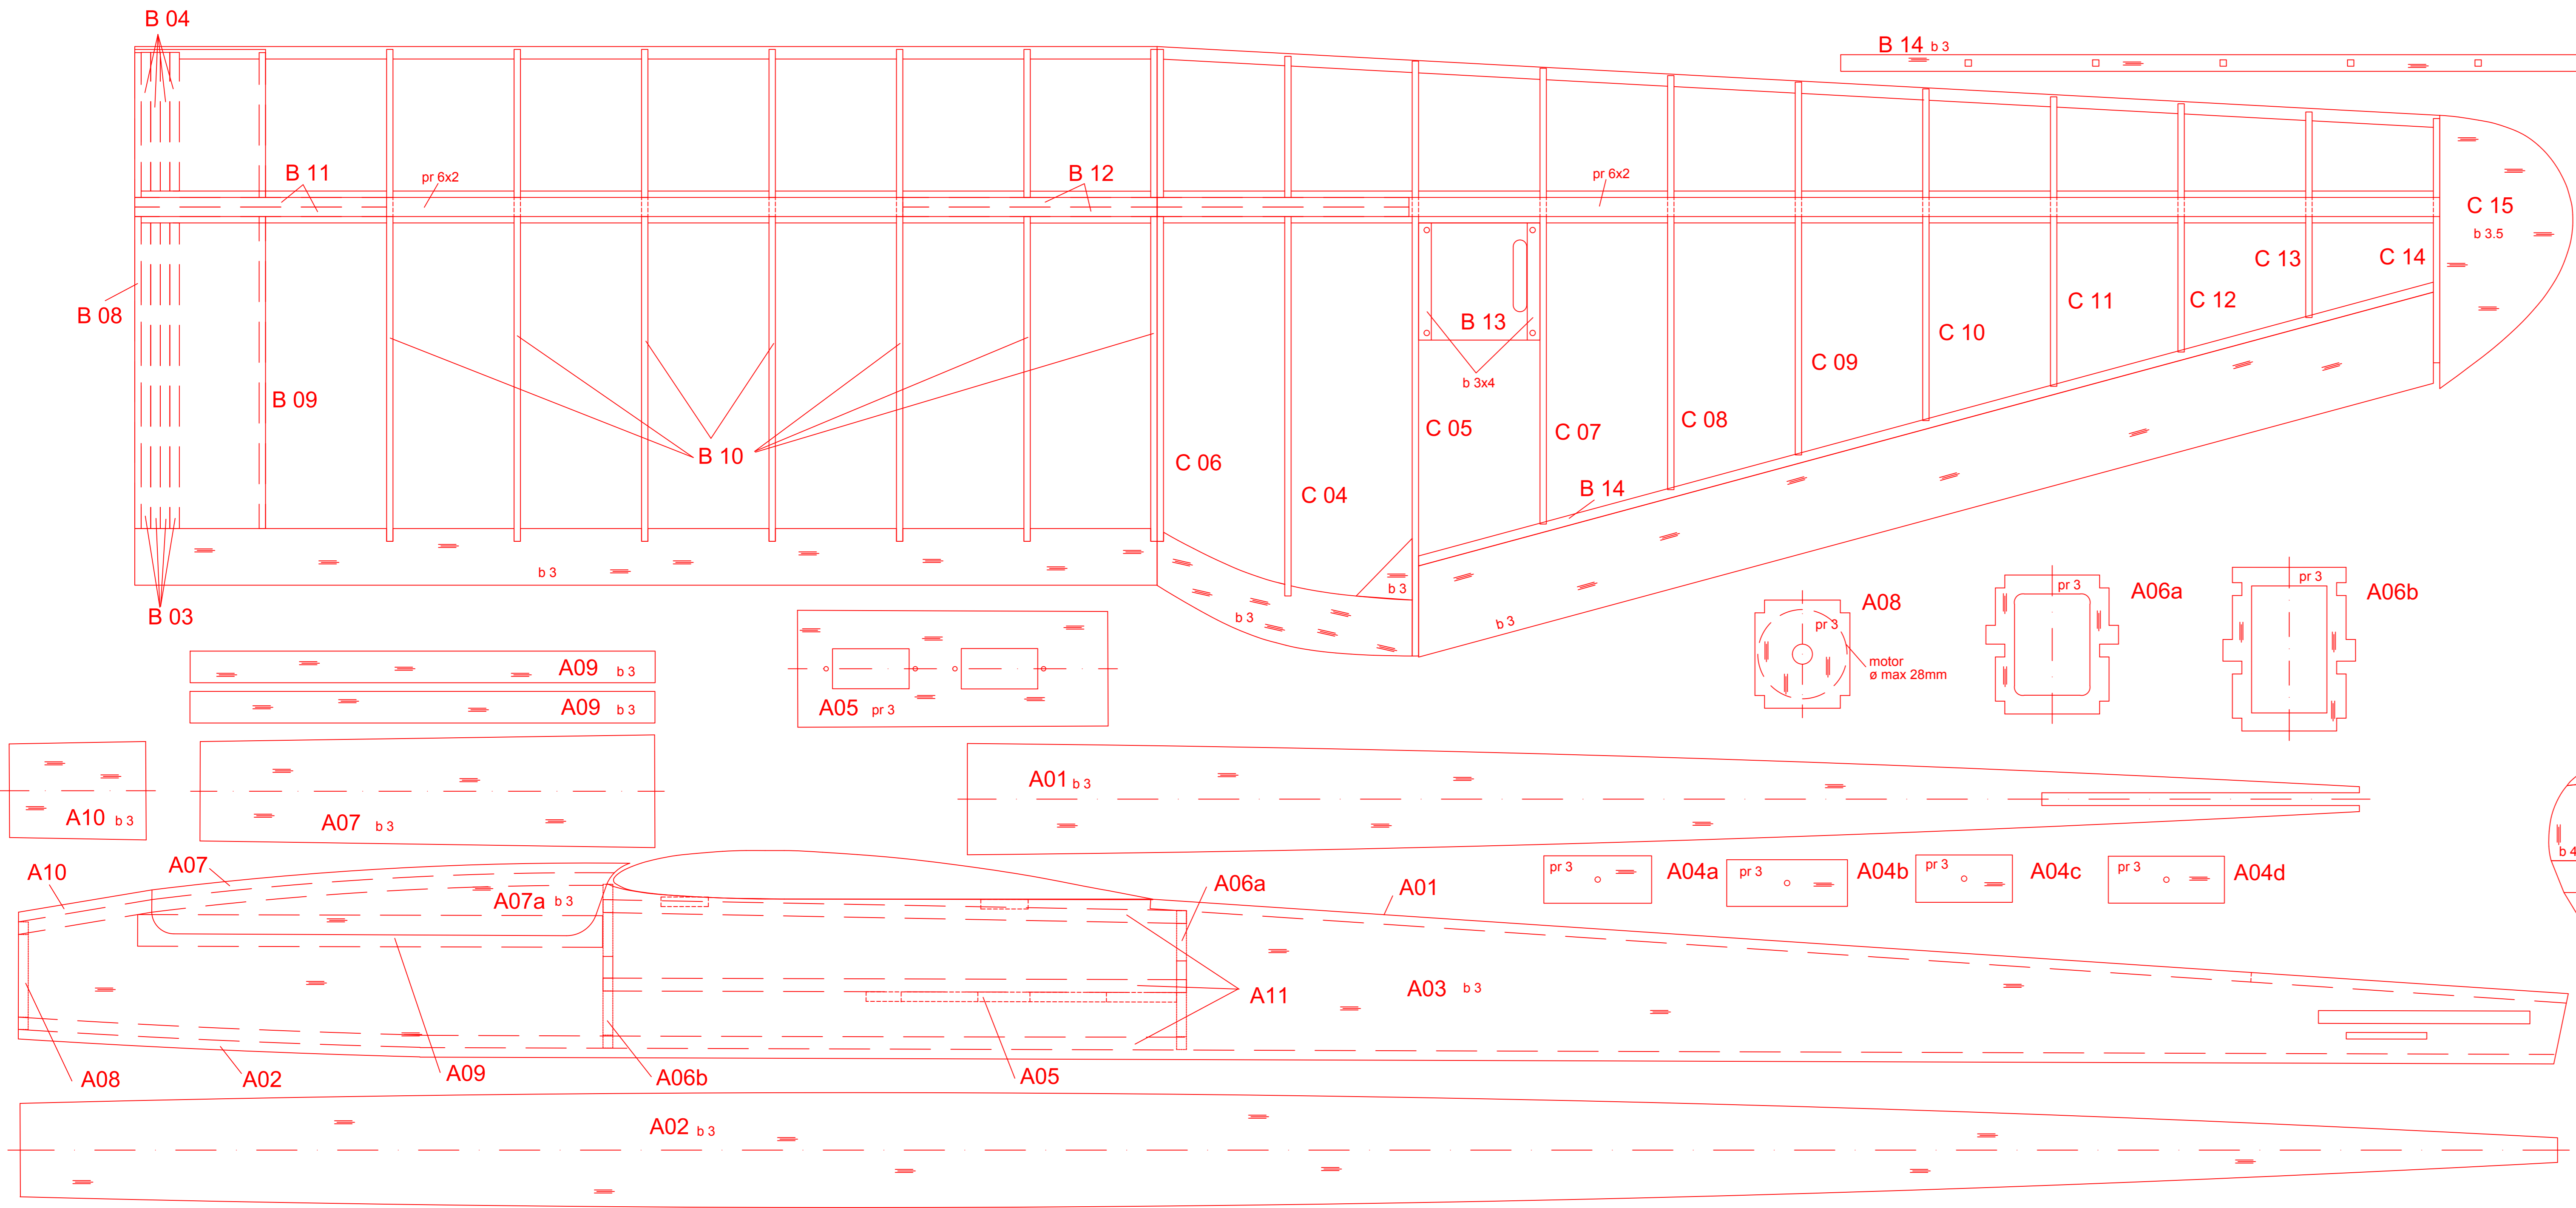 B 04
B 14 b 3
B 11
pr 6x2
B 12
pr 6x2
C 15
b 3.5
B 08
B 13
b 3x4
C 13
C 14
C 11
C 12
C 10
C 09
B 09
B 10
C 05
C 07
C 08
C 06
C 04
B 14
b 3
b 3
b 3
b 3
B 03
A08
pr 3
motor
ø max 28mm
pr 3
A06a
pr 3
A06b
A09 b 3
A09 b 3
A05 pr 3
A10 b 3
A07 b 3
A01 b 3
pr 3
A04a
pr 3
A04b
pr 3
A04c
pr 3
A04d
b 4
A10
A07
A07a b 3
A06a
A01
A11
A03 b 3
A08
A02
A09
A06b
A05
A02 b 3